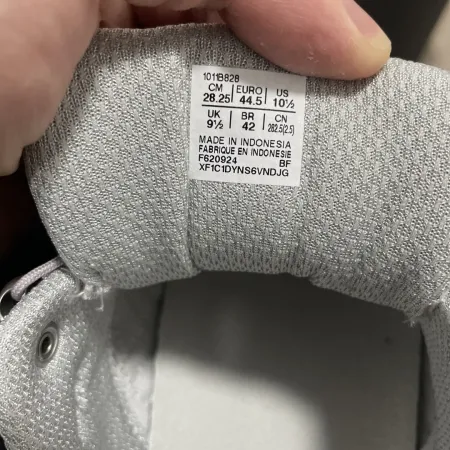 1011B828
CM EURO US
28.25 44.5 10½
UK BR CN
9½ 42 282.5(2.5)
MADE IN INDONESIA
FABRIQUE EN INDONESIE
F620924 BF
XF1C1DYNS6VNDJG